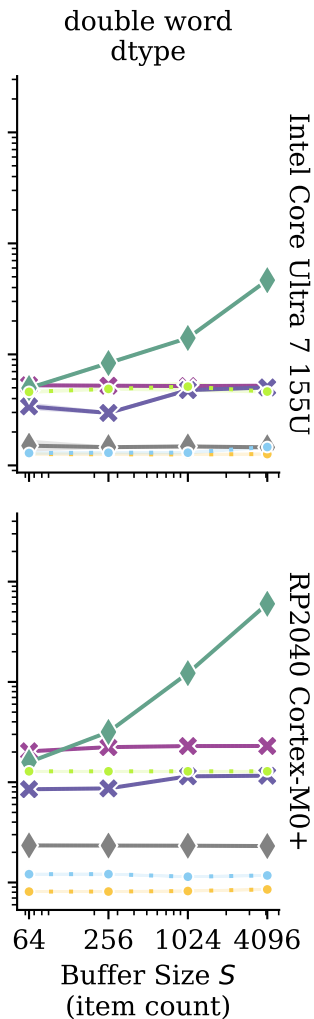 double word
dtype
Intel Core Ultra 7 155U
RP2040 Cortex-M0+
64 256 1024 4096
Buffer Size S
(item count)